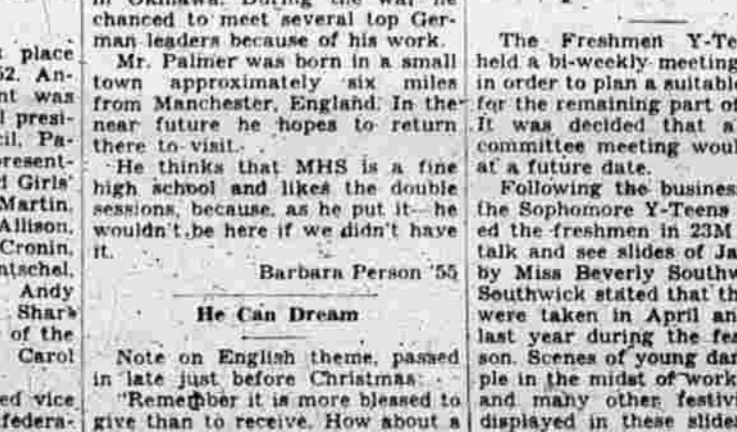 place
52. An-
nt was
l presi-
cil, Pa-
present-
d Girls'
Martin,
Allison,
Cronin,
ntschel,
Andy
Shark
of the
Carol
ed vice
federa-
in Okinawa. During the war he
chanced to meet several top Ger-
man leaders because of his work.
Mr. Palmer was born in a small
town approximately six miles
from Manchester, England. In the
near future he hopes to return
there to visit.
He thinks that MHS is a fine
high school and likes the double
sessions, because, as he put it—he
wouldn't be here if we didn't have
it.
Barbara Person '55
He Can Dream
Note on English theme, passed
in late just before Christmas:
"Remember it is more blessed to
give than to receive. How about a
The Freshmen Y-Te
held a bi-weekly meeting
in order to plan a suitable
for the remaining part of
It was decided that a
committee meeting woul
at a future date.
Following the business
the Sophomore Y-Teens
ed the freshmen in 23M
talk and see slides of Ja
by Miss Beverly Southw
Southwick stated that th
were taken in April an
last year during the fes
son. Scenes of young dan
ple in the midst of work
and many other festivi
displayed in these slides